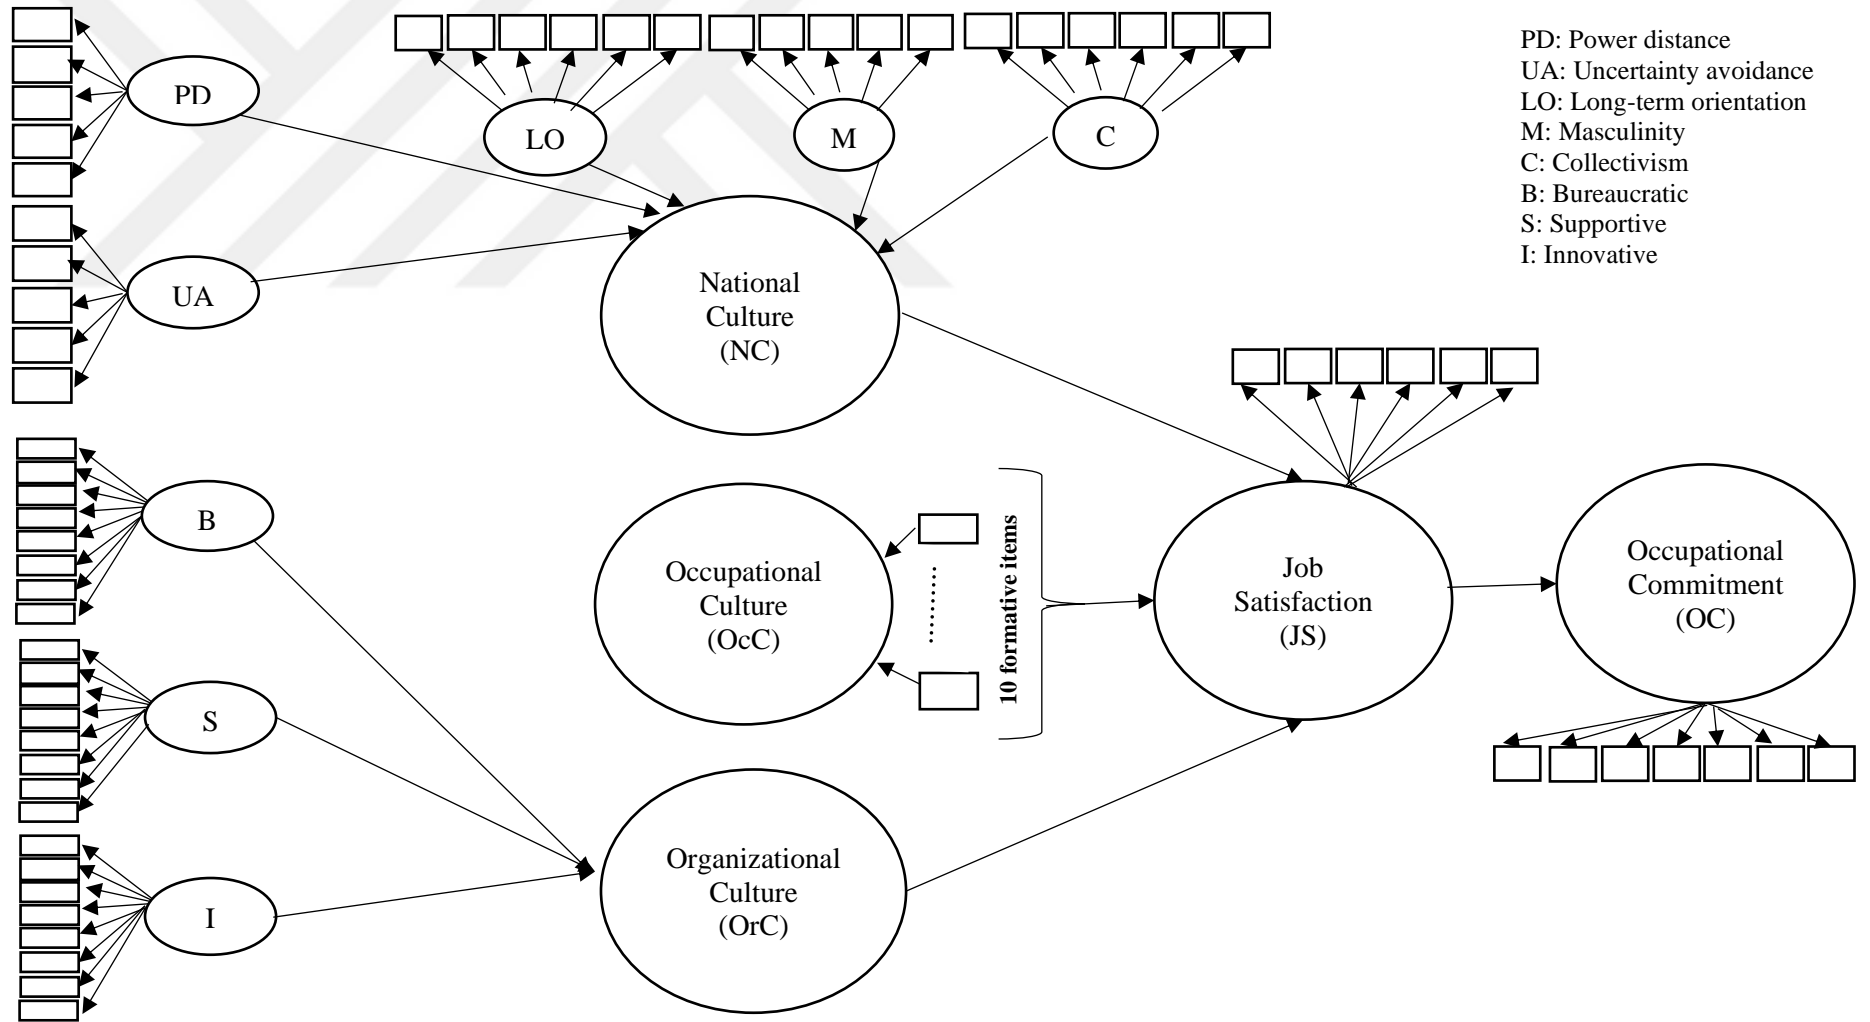 PD
LO
M
C
PD: Power distance
UA: Uncertainty avoidance
LO: Long-term orientation
M: Masculinity
C: Collectivism
B: Bureaucratic
S: Supportive
I: Innovative
UA
National
Culture
(NC)
B
Occupational
Culture
(OcC)
10 formative items
Job
Satisfaction
(JS)
Occupational
Commitment
(OC)
S
Organizational
Culture
(OrC)
I